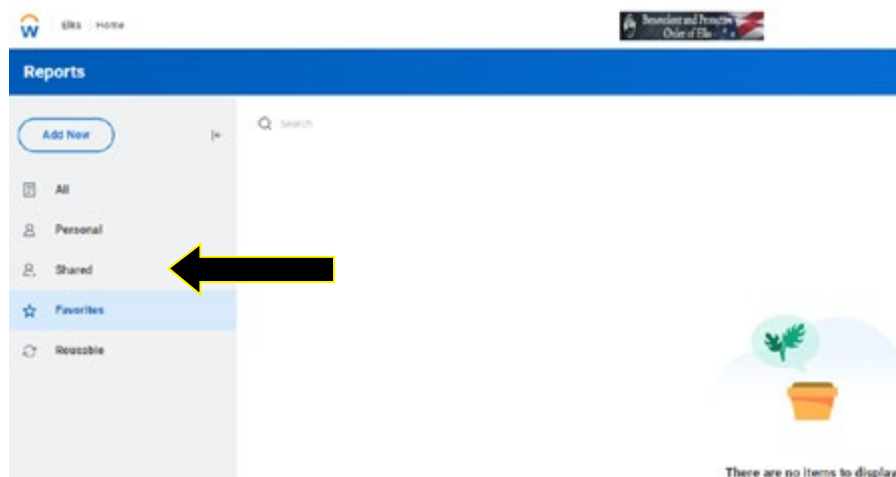 Elks Home
Benevolent and Protective
Order of Elks
Reports
Add New
Search
All
Personal
Shared
Favorites
Reusable
There are no items to display